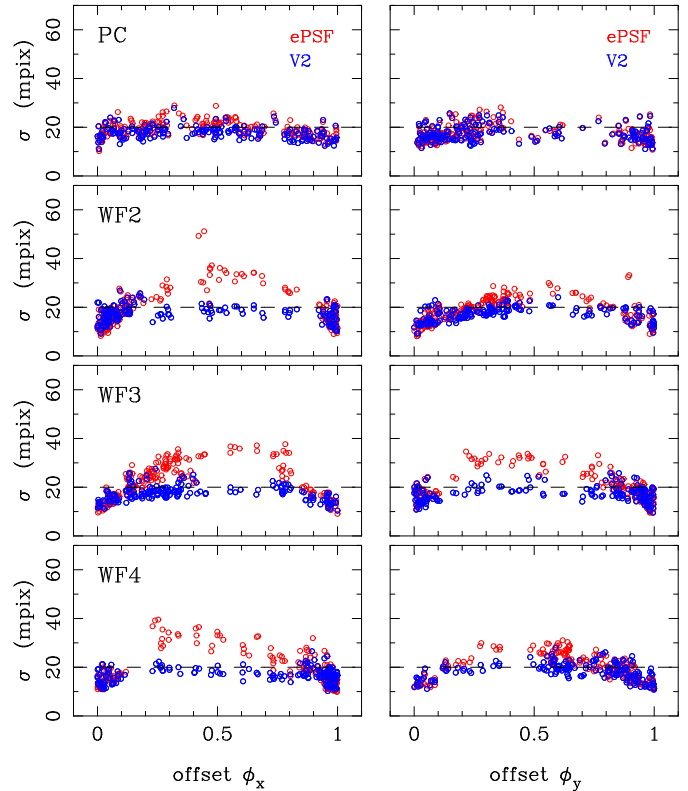 PC
ePSF
V2
ePSF
V2
σ (mpix)
60
40
20
0
WF2
σ (mpix)
60
40
20
0
WF3
σ (mpix)
60
40
20
0
WF4
σ (mpix)
60
40
20
0
0 0.5 1
0 0.5 1
offset ϕx
offset ϕy